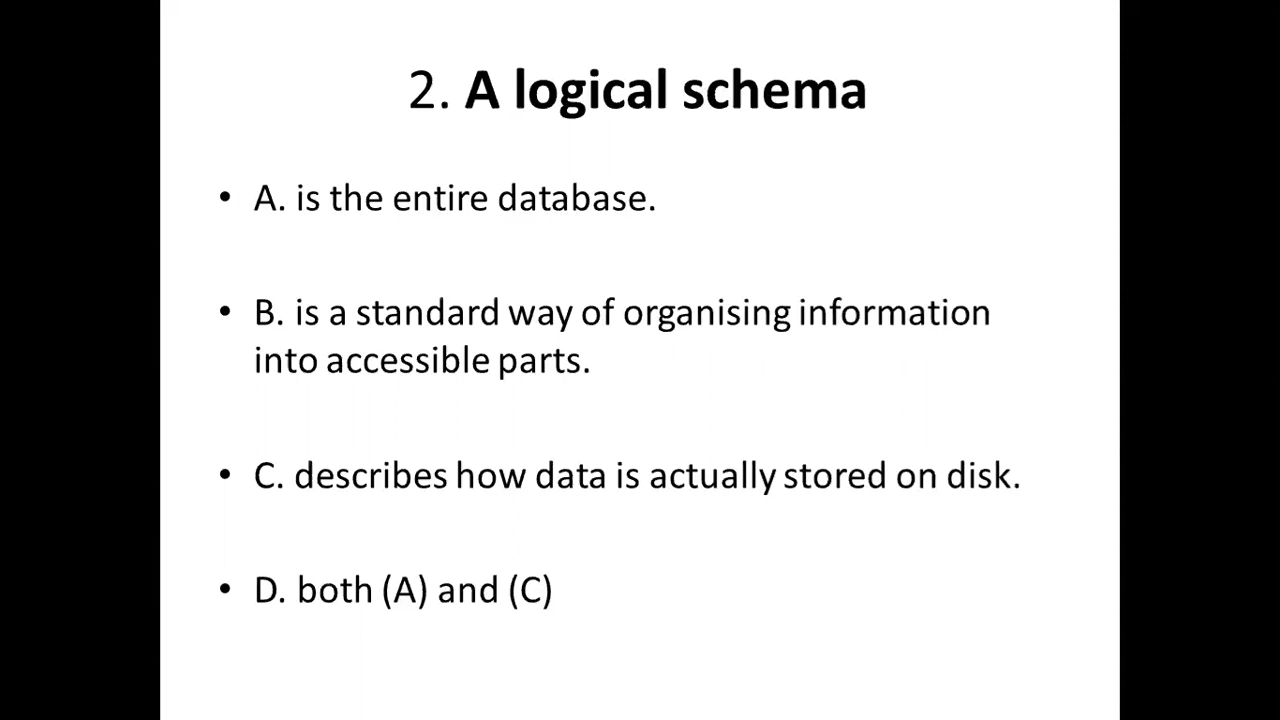 2. A logical schema
• A. is the entire database.
• B. is a standard way of organising information
into accessible parts.
• C. describes how data is actually stored on disk.
• D. both (A) and (C)